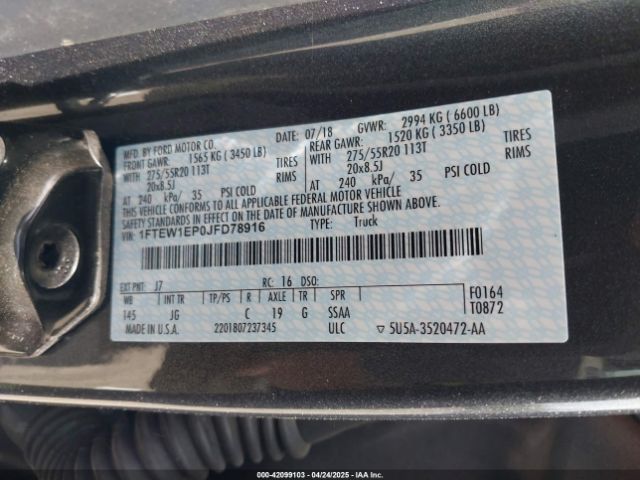 MFD. BY FORD MOTOR CO. DATE: 07/18 GVWR: 2994 KG ( 6600 LB)
FRONT GAWR: 1565 KG ( 3450 LB) REAR GAWR: 1520 KG ( 3350 LB)
WITH 275/55R20 113T TIRES WITH 275/55R20 113T TIRES
20x8.5J RIMS 20x8.5J RIMS
AT 240 kPa/ 35 PSI COLD AT 240 kPa/ 35 PSI COLD
THIS VEHICLE CONFORMS TO ALL APPLICABLE FEDERAL MOTOR VEHICLE
SAFETY STANDARDS IN EFFECT ON THE DATE OF MANUFACTURE SHOWN ABOVE.
VIN: 1FTEW1EP0JFD78916 TYPE: Truck
EXT PNT: J7 RC: 16 DSO: F0164
WB INT TR TP/PS R AXLE TR SPR T0872
145 JG C 19 G SSAA
MADE IN U.S.A. 2201807237345 ULC 5U5A-3520472-AA
000-42099103 - 04/24/2025 - IAAI.COM